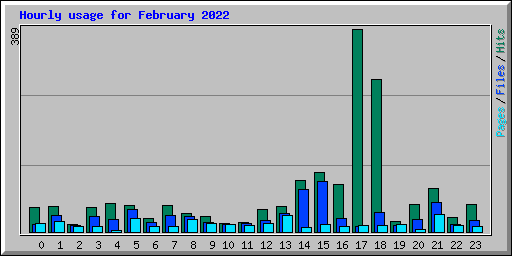 Hourly usage for February 2022
389
Pages/Files/Hits
0 1 2 3 4 5 6 7 8 9 10 11 12 13 14 15 16 17 18 19 20 21 22 23